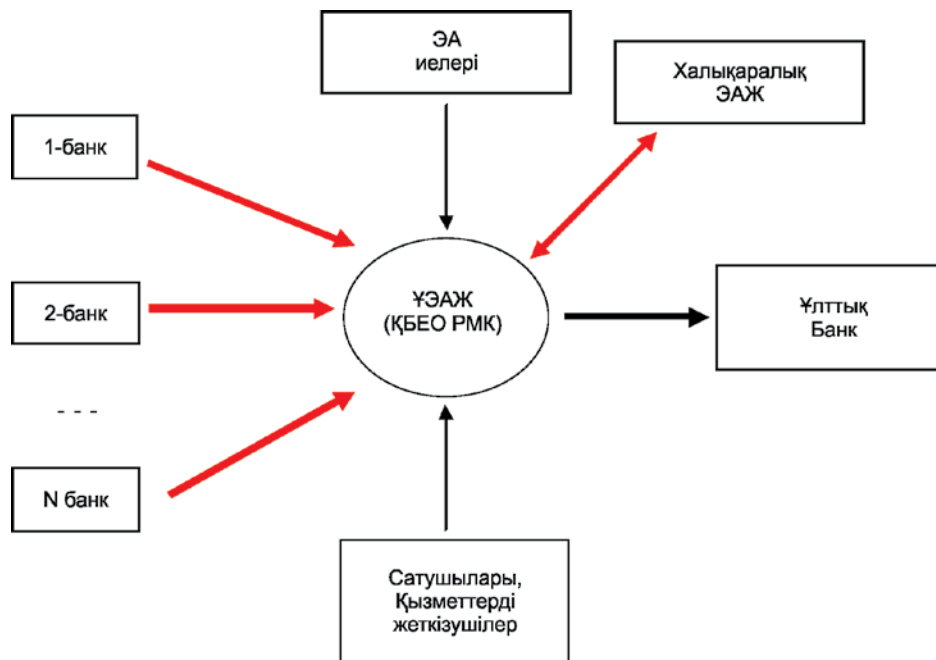 ЭА
иелері
Халықаралық
ЭАЖ
1-банк
2-банк
- - -
N банк
ҰЭАЖ
(ҚБЕО РМК)
Ұлттық
Банк
Сатушылары,
Қызметтерді
жеткізушілер